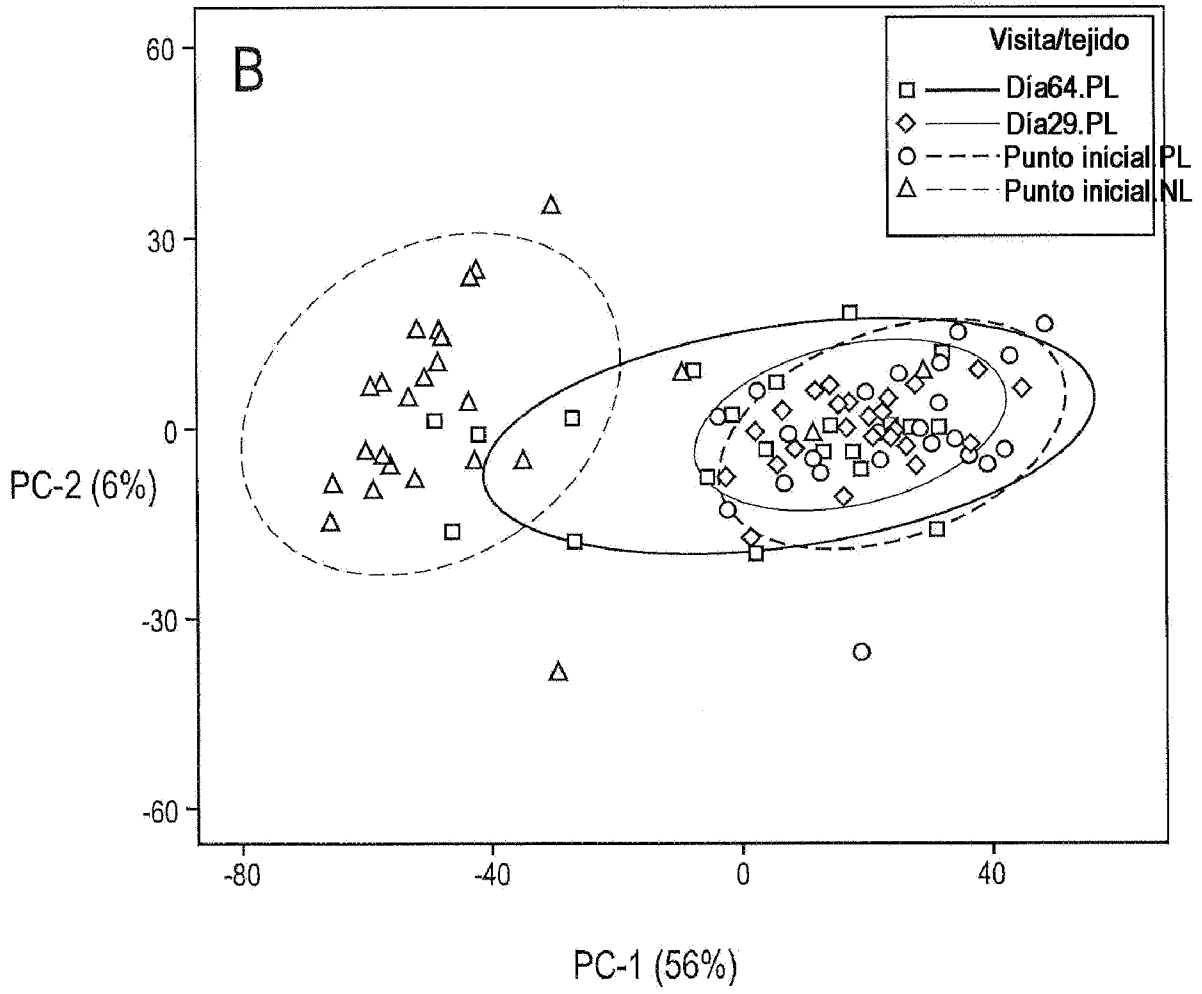 B
Visita/tejido
Día64.PL
Día29.PL
Punto inicial.PL
Punto inicial.NL
60
30
0
-30
-60
PC-2 (6%)
-80
-40
0
40
PC-1 (56%)